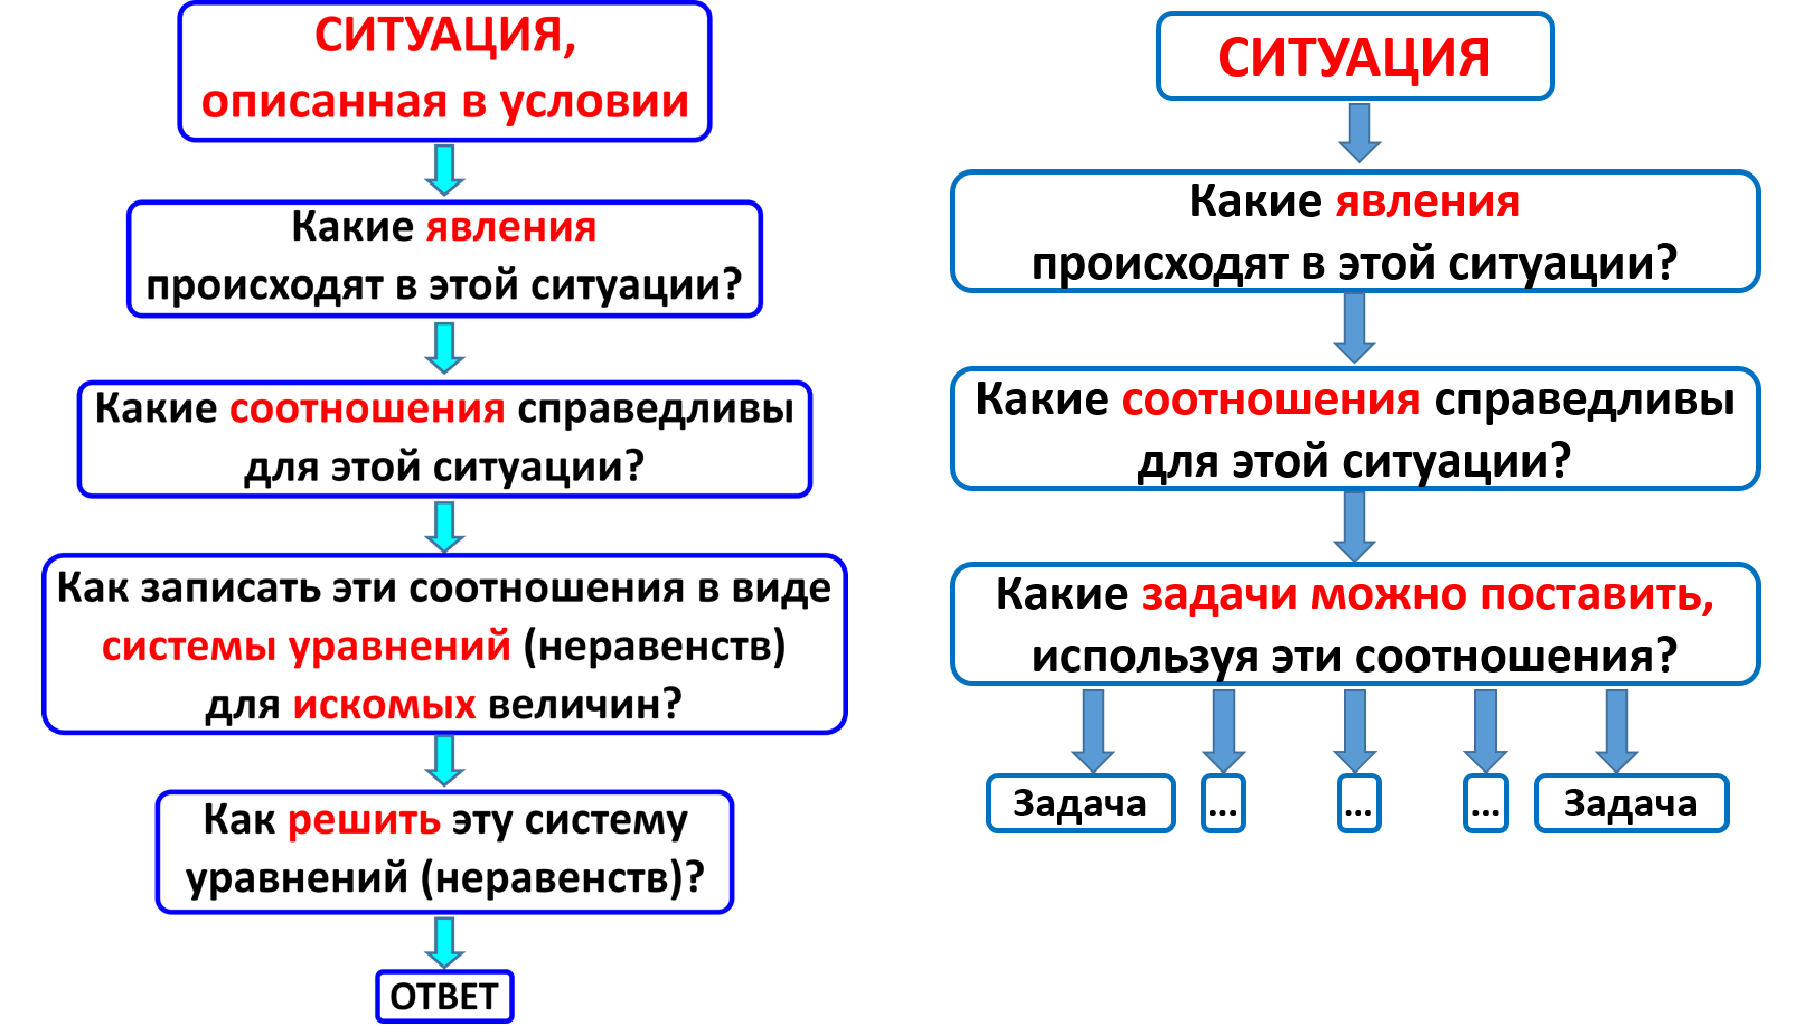 СИТУАЦИЯ,
описанная в условии
Какие явления
происходят в этой ситуации?
Какие соотношения справедливы
для этой ситуации?
Как записать эти соотношения в виде
системы уравнений (неравенств)
для искомых величин?
Как решить эту систему
уравнений (неравенств)?
ОТВЕТ
СИТУАЦИЯ
Какие явления
происходят в этой ситуации?
Какие соотношения справедливы
для этой ситуации?
Какие задачи можно поставить,
используя эти соотношения?
Задача
...
...
...
Задача